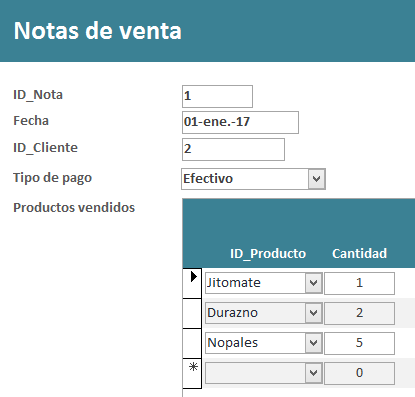 Notas de venta
ID_Nota 1
Fecha 01-ene.-17
ID_Cliente 2
Tipo de pago Efectivo
Productos vendidos
ID_Producto Cantidad
Jitomate 1
Durazno 2
Nopales 5
0